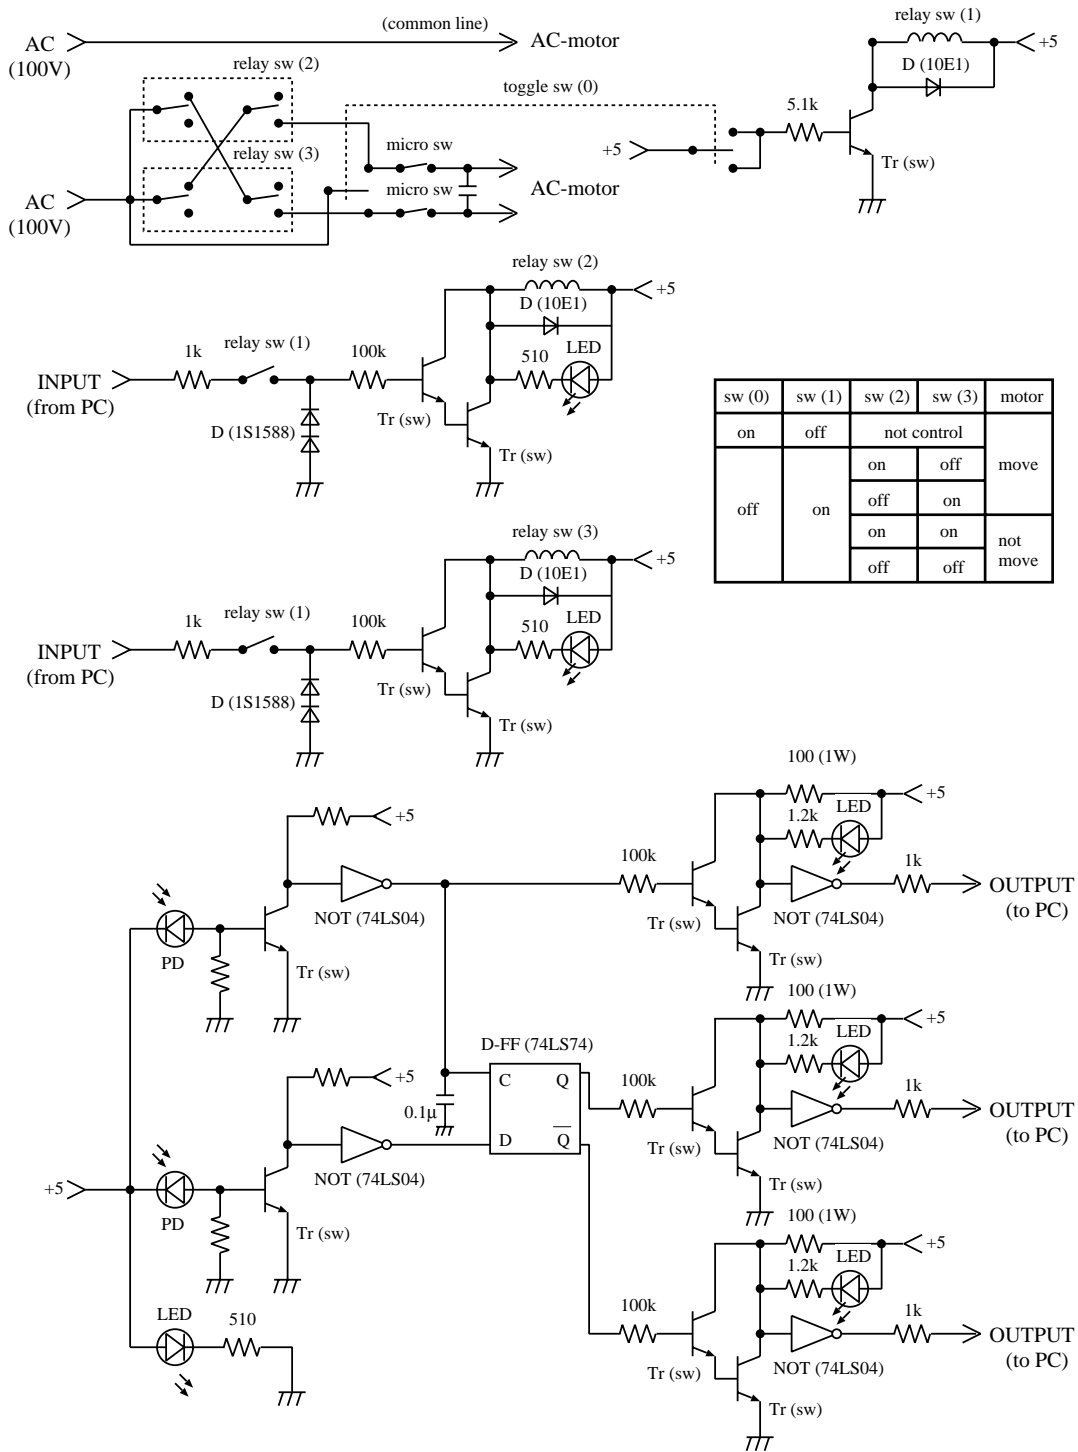 (common line)
AC
(100V)
AC-motor
relay sw (2)
relay sw (3)
toggle sw (0)
micro sw
micro sw
AC
(100V)
AC-motor
relay sw (1)
+5
D (10E1)
5.1k
+5
Tr (sw)
relay sw (2)
+5
D (10E1)
510
LED
1k
relay sw (1)
100k
INPUT
(from PC)
D (1S1588)
Tr (sw)
Tr (sw)
sw (0) sw (1) sw (2) sw (3) motor
on off not control
on off move
off on
off on
on on not
move
off off
relay sw (3)
+5
D (10E1)
510
LED
1k
relay sw (1)
100k
INPUT
(from PC)
D (1S1588)
Tr (sw)
Tr (sw)
+5
NOT (74LS04)
PD
Tr (sw)
100 (1W)
+5
LED
1.2k
100k
1k
OUTPUT
(to PC)
NOT (74LS04)
Tr (sw)
Tr (sw)
D-FF (74LS74)
C Q
D Q
0.1μ
+5
NOT (74LS04)
+5
PD
Tr (sw)
100 (1W)
+5
LED
1.2k
100k
1k
OUTPUT
(to PC)
NOT (74LS04)
Tr (sw)
Tr (sw)
LED
510
100 (1W)
+5
LED
1.2k
100k
1k
OUTPUT
(to PC)
NOT (74LS04)
Tr (sw)
Tr (sw)